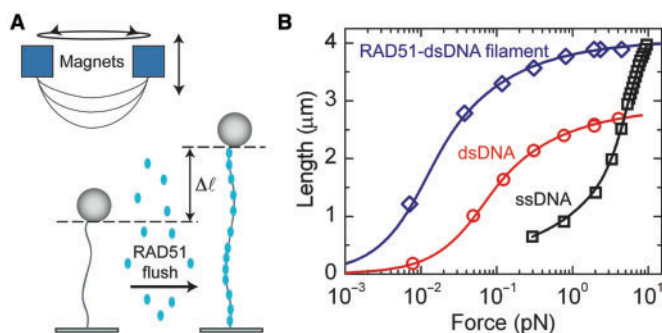 A
Magnets
Δℓ
RAD51
flush
B
RAD51-dsDNA filament
dsDNA
ssDNA
Length (μm)
4
3
2
1
0
10⁻³ 10⁻² 10⁻¹ 10⁰ 10¹
Force (pN)